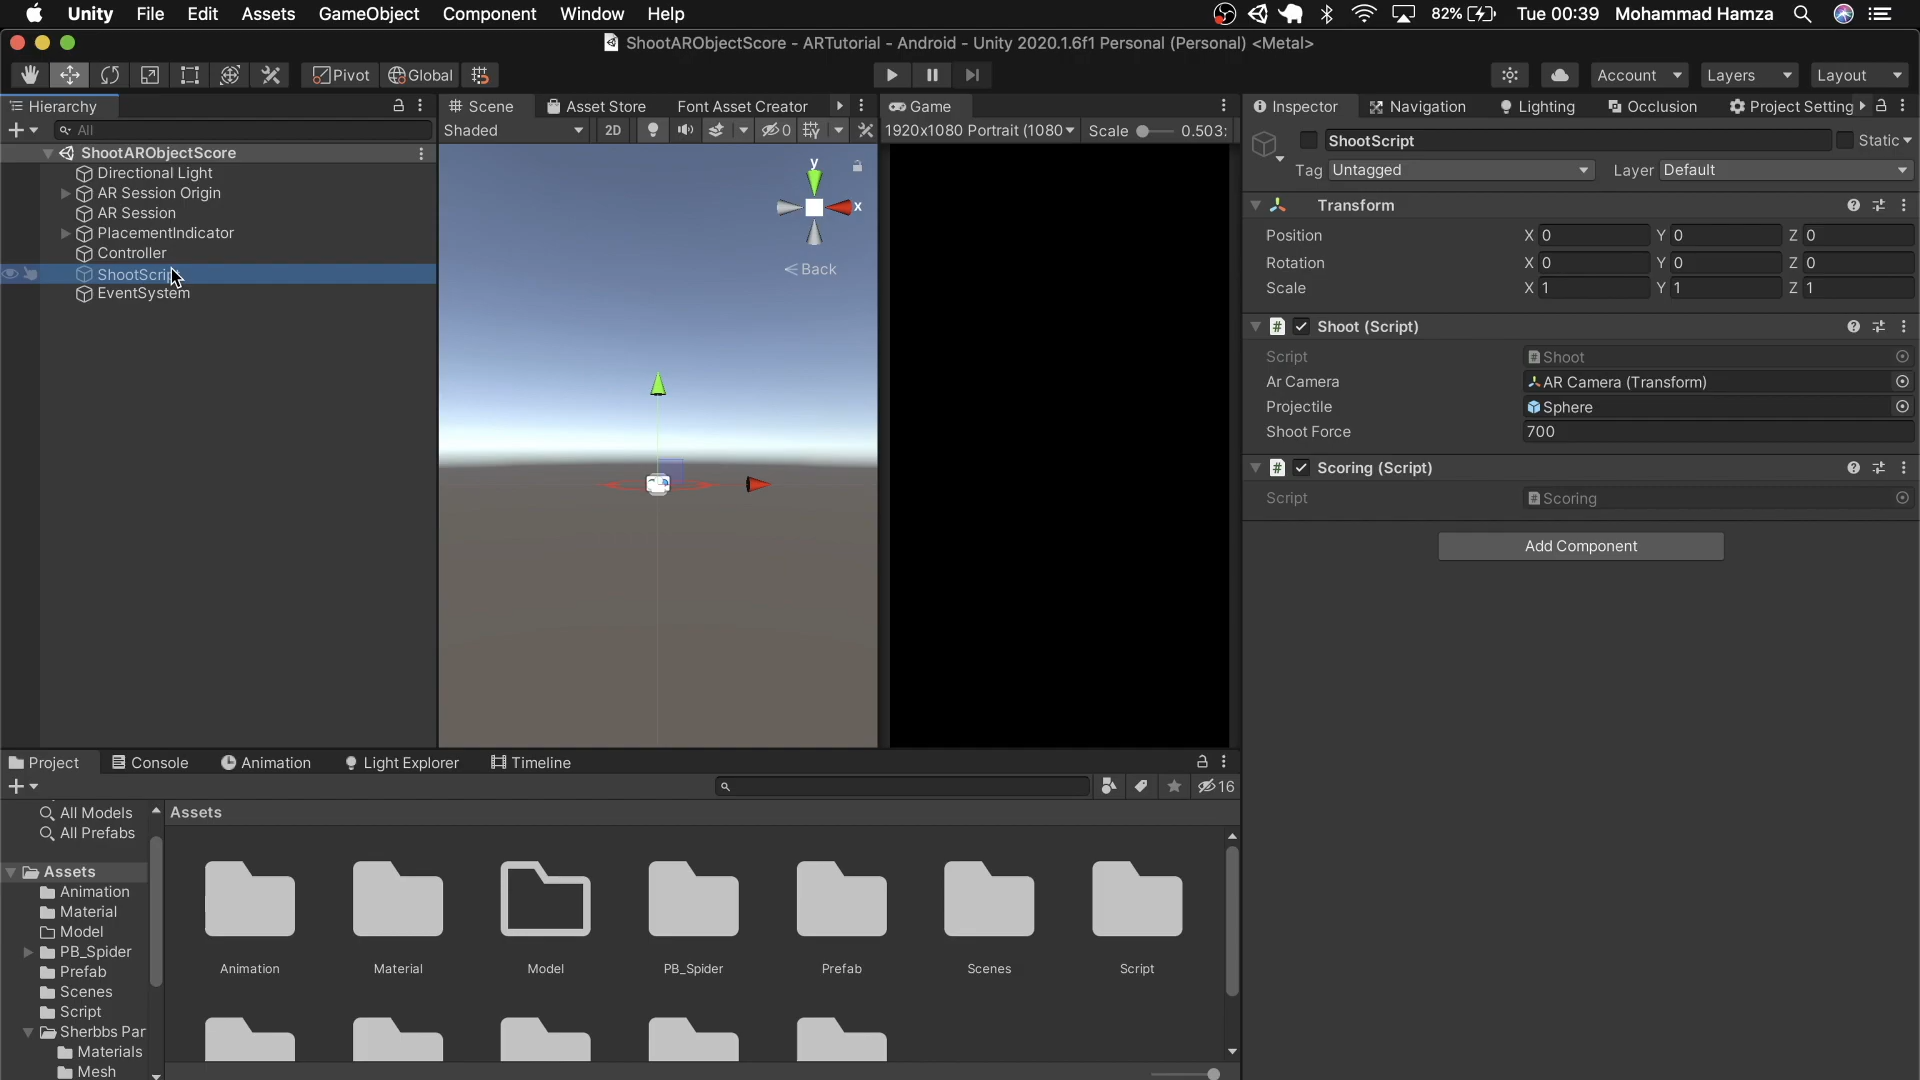 Unity File Edit Assets GameObject Component Window Help 82% Tue 00:39 Mohammad Hamza
ShootARObjectScore - ARTutorial - Android - Unity 2020.1.6f1 Personal (Personal) <Metal>
Pivot Global Account Layers Layout
Hierarchy
All
ShootARObjectScore
Directional Light
AR Session Origin
AR Session
PlacementIndicator
Controller
ShootScript
EventSystem
Scene Asset Store Font Asset Creator
Shaded 2D 0
y
x
Back
Game
1920x1080 Portrait (1080 Scale 0.503:
Inspector Navigation Lighting Occlusion Project Setting
ShootScript Static
Tag Untagged Layer Default
Transform
Position X 0 Y 0 Z 0
Rotation X 0 Y 0 Z 0
Scale X 1 Y 1 Z 1
# Shoot (Script)
Script Shoot
Ar Camera AR Camera (Transform)
Projectile Sphere
Shoot Force 700
# Scoring (Script)
Script Scoring
Add Component
Project Console Animation Light Explorer Timeline
16
All Models
All Prefabs
Assets
Animation
Material
Model
PB_Spider
Prefab
Scenes
Script
Sherbbs Par
Materials
Mesh
Assets
Animation Material Model PB_Spider Prefab Scenes Script